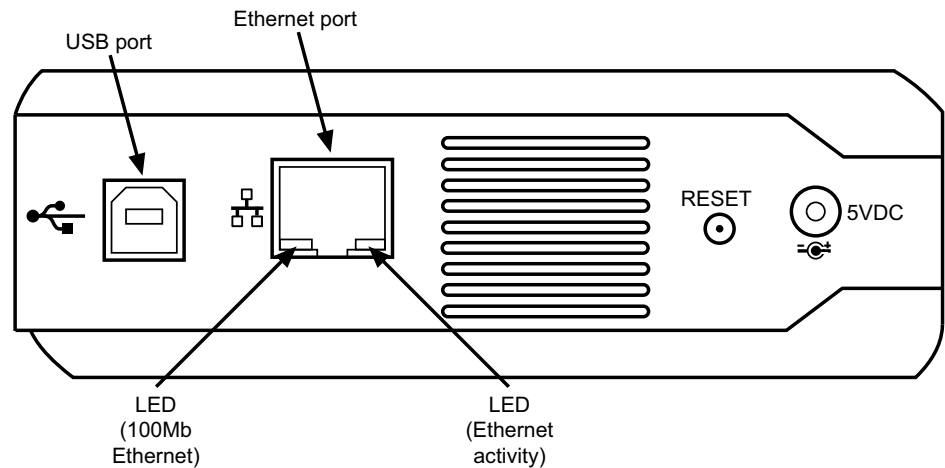 Ethernet port
USB port
RESET
5VDC
LED
(100Mb
Ethernet)
LED
(Ethernet
activity)